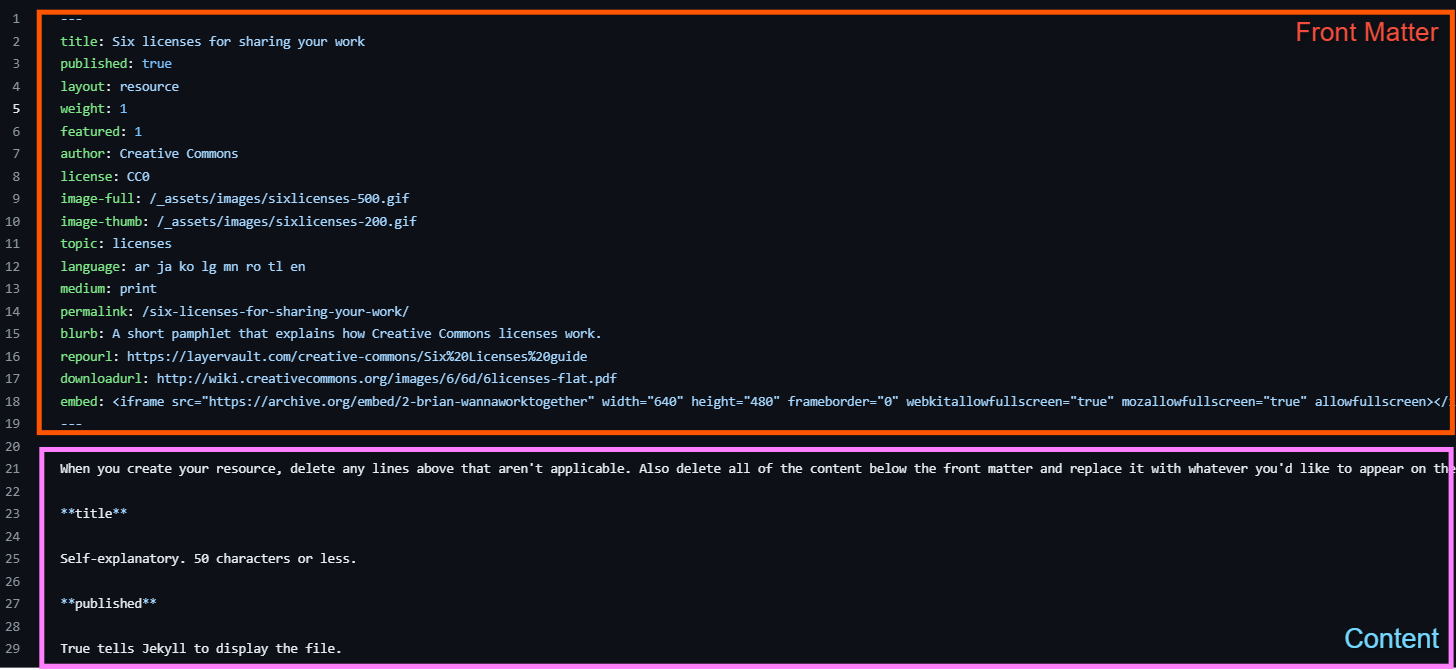 Front Matter
1 ---
2 title: Six licenses for sharing your work
3 published: true
4 layout: resource
5 weight: 1
6 featured: 1
7 author: Creative Commons
8 license: CC0
9 image-full: /_assets/images/sixlicenses-500.gif
10 image-thumb: /_assets/images/sixlicenses-200.gif
11 topic: licenses
12 language: ar ja ko lg mn ro tl en
13 medium: print
14 permalink: /six-licenses-for-sharing-your-work/
15 blurb: A short pamphlet that explains how Creative Commons licenses work.
16 repourl: https://layervault.com/creative-commons/Six%20Licenses%20guide
17 downloadurl: http://wiki.creativecommons.org/images/6/6d/6licenses-flat.pdf
18 embed: <iframe src="https://archive.org/embed/2-brian-wannaworktogether" width="640" height="480" frameborder="0" webkitallowfullscreen="true" mozallowfullscreen="true" allowfullscreen></
19 ---
20
21 When you create your resource, delete any lines above that aren't applicable. Also delete all of the content below the front matter and replace it with whatever you'd like to appear on the
22
23 **title**
24
25 Self-explanatory. 50 characters or less.
26
27 **published**
28
29 True tells Jekyll to display the file.
Content